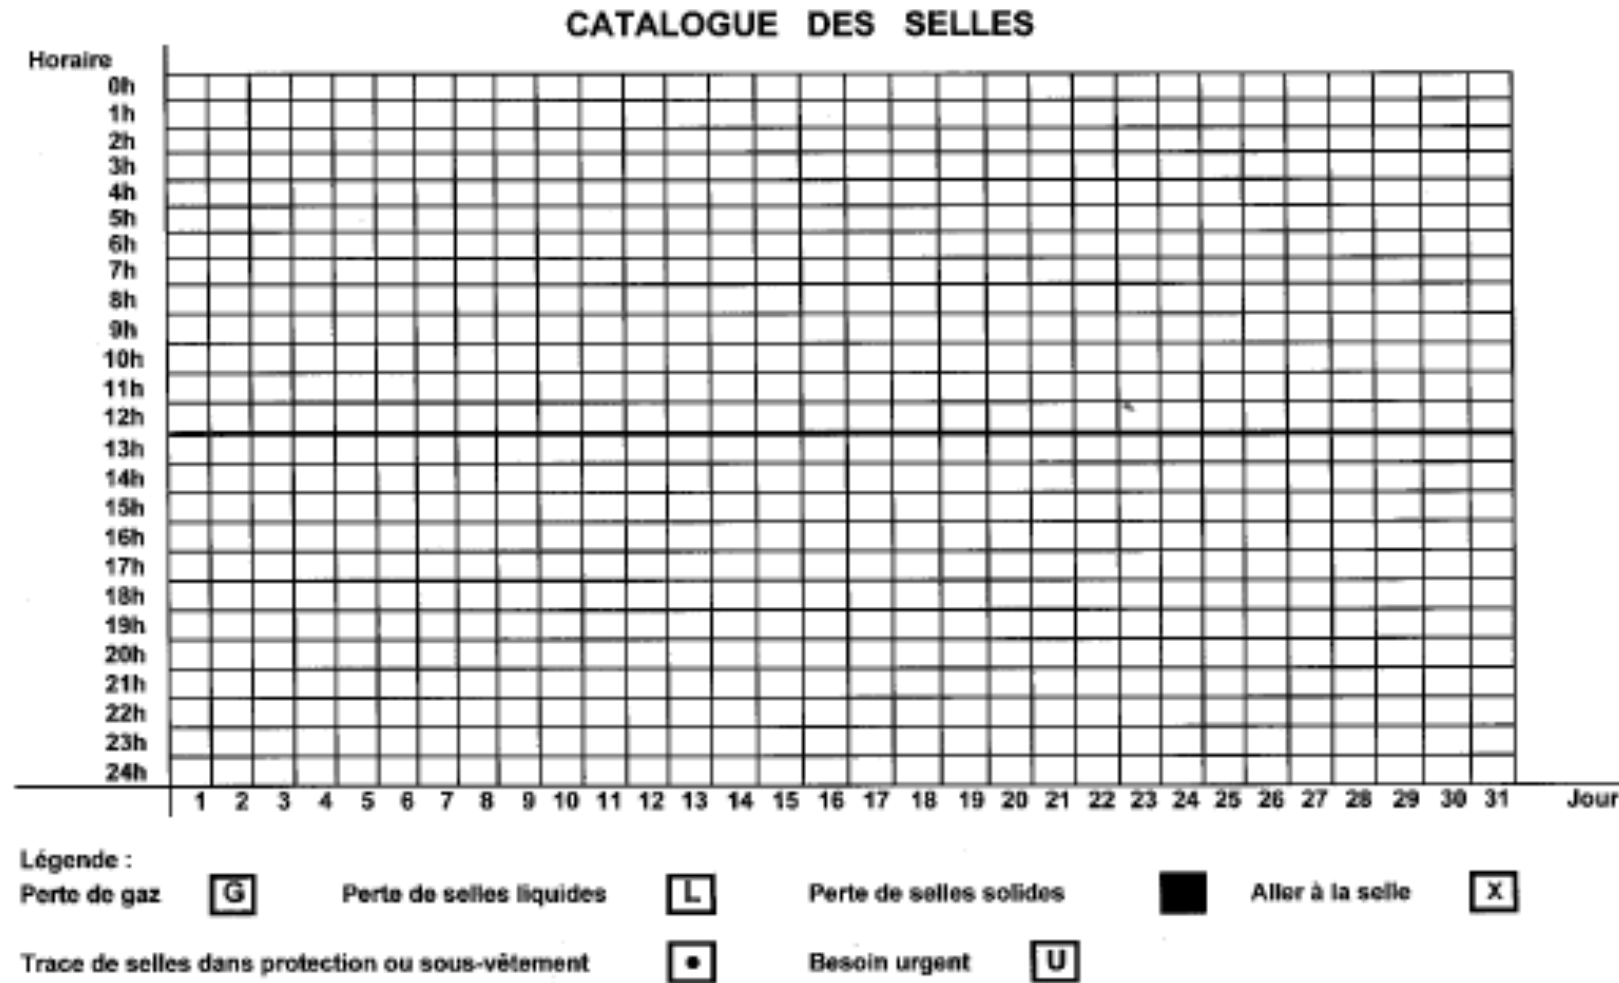 CATALOGUE DES SELLES
Horaire
0h
1h
2h
3h
4h
5h
6h
7h
8h
9h
10h
11h
12h
13h
14h
15h
16h
17h
18h
19h
20h
21h
22h
23h
24h
1 2 3 4 5 6 7 8 9 10 11 12 13 14 15 16 17 18 19 20 21 22 23 24 25 26 27 28 29 30 31 Jour
Légende :
Perte de gaz G Perte de selles liquides L Perte de selles solides Aller à la selle X
Trace de selles dans protection ou sous-vêtement • Besoin urgent U